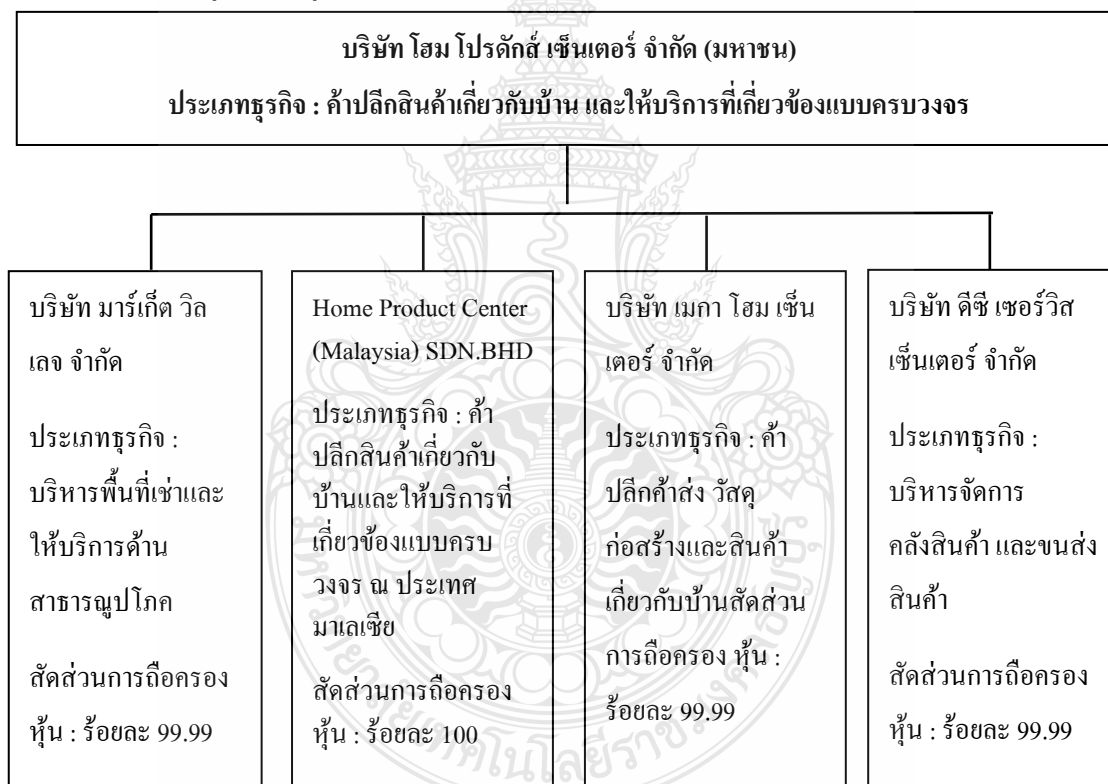 บริษัท โฮม โปรดักส์ เซ็นเตอร์ จำกัด (มหาชน)
ประเภทธุรกิจ : ค้าปลีกสินค้าเกี่ยวกับบ้าน และให้บริการที่เกี่ยวข้องแบบครบวงจร
บริษัท มาร์เก็ต วิล
เลจ จำกัด
ประเภทธุรกิจ :
บริหารพื้นที่เช่าและ
ให้บริการด้าน
สาธารณูปโภค
สัดส่วนการถือครอง
หุ้น : ร้อยละ 99.99
Home Product Center
(Malaysia) SDN.BHD
ประเภทธุรกิจ : ค้า
ปลีกสินค้าเกี่ยวกับ
บ้านและให้บริการที่
เกี่ยวข้องแบบครบ
วงจร ณ ประเทศ
มาเลเซีย
สัดส่วนการถือครอง
หุ้น : ร้อยละ 100
บริษัท เมกา โฮม เซ็น
เตอร์ จำกัด
ประเภทธุรกิจ : ค้า
ปลีกค้าส่ง วัสดุ
ก่อสร้างและสินค้า
เกี่ยวกับบ้านสัดส่วน
การถือครอง หุ้น :
ร้อยละ 99.99
บริษัท ดีซี เซอร์วิส
เซ็นเตอร์ จำกัด
ประเภทธุรกิจ :
บริหารจัดการ
คลังสินค้า และขนส่ง
สินค้า
สัดส่วนการถือครอง
หุ้น : ร้อยละ 99.99